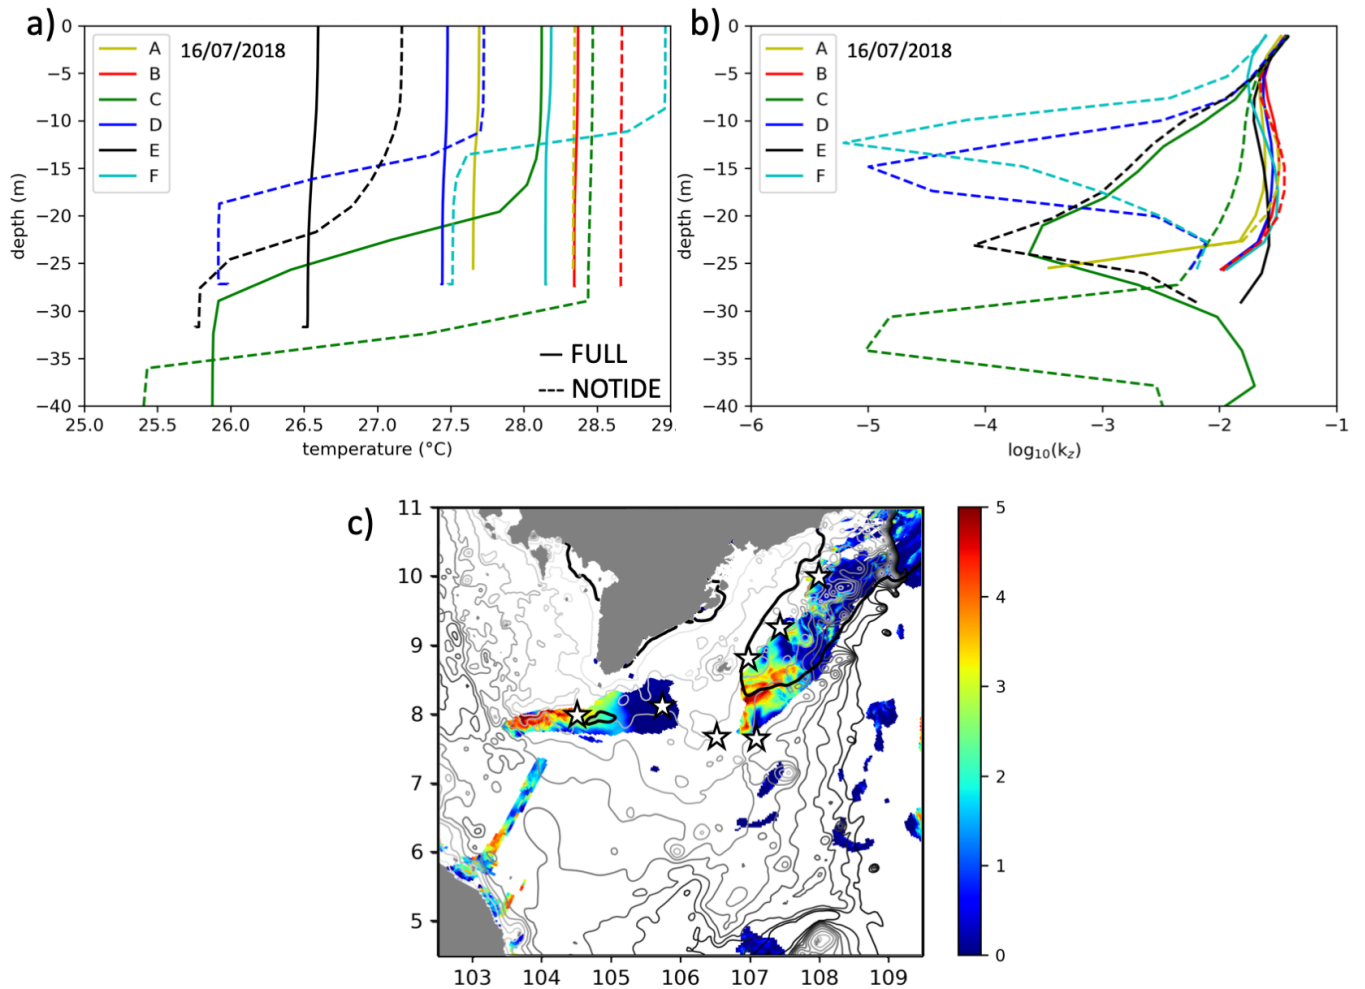 a)
16/07/2018
A
B
C
D
E
F
FULL
NOTIDE
0
−5
−10
−15
−20
−25
−30
−35
−40
depth (m)
25.0 25.5 26.0 26.5 27.0 27.5 28.0 28.5 29.
temperature (°C)
b)
16/07/2018
A
B
C
D
E
F
0
−5
−10
−15
−20
−25
−30
−35
−40
depth (m)
−6 −5 −4 −3 −2 −1
log₁₀(k_z)
c)
11
10
9
8
7
6
5
103 104 105 106 107 108 109
5
4
3
2
1
0